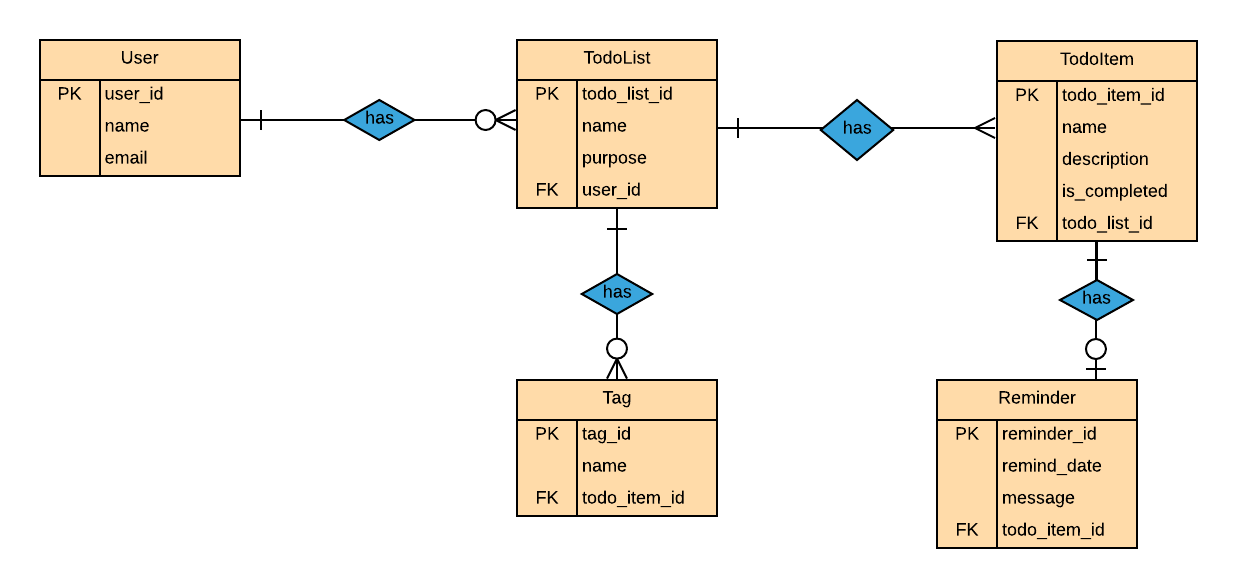 User
PK user_id
name
email
has
TodoList
PK todo_list_id
name
purpose
FK user_id
has
TodoItem
PK todo_item_id
name
description
is_completed
FK todo_list_id
has
Tag
PK tag_id
name
FK todo_item_id
has
Reminder
PK reminder_id
remind_date
message
FK todo_item_id